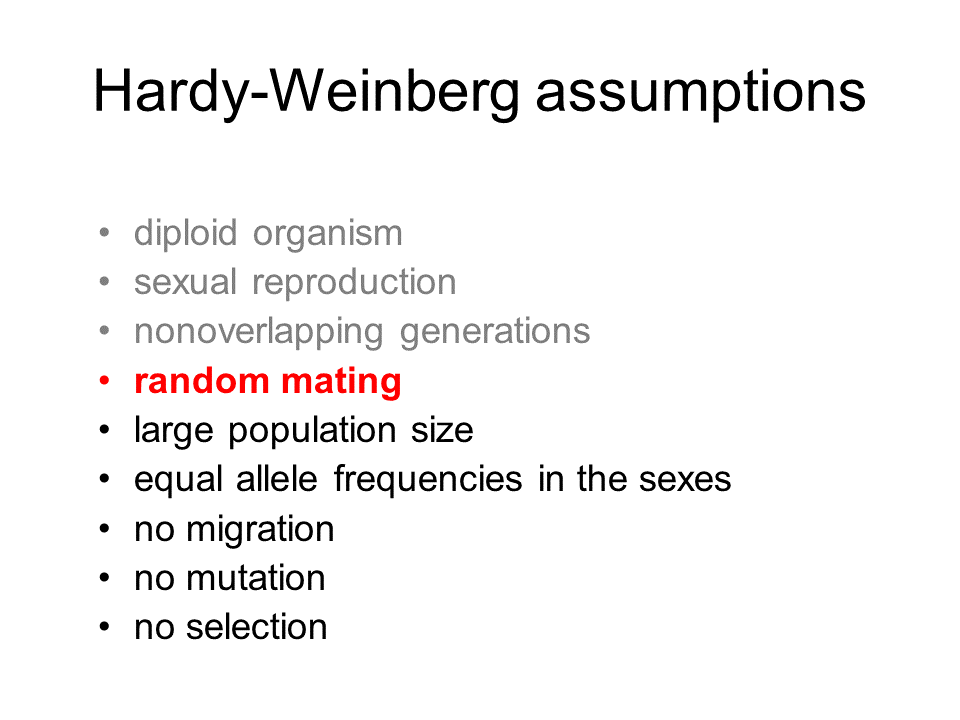 Hardy-Weinberg assumptions
• diploid organism
• sexual reproduction
• nonoverlapping generations
• random mating
• large population size
• equal allele frequencies in the sexes
• no migration
• no mutation
• no selection